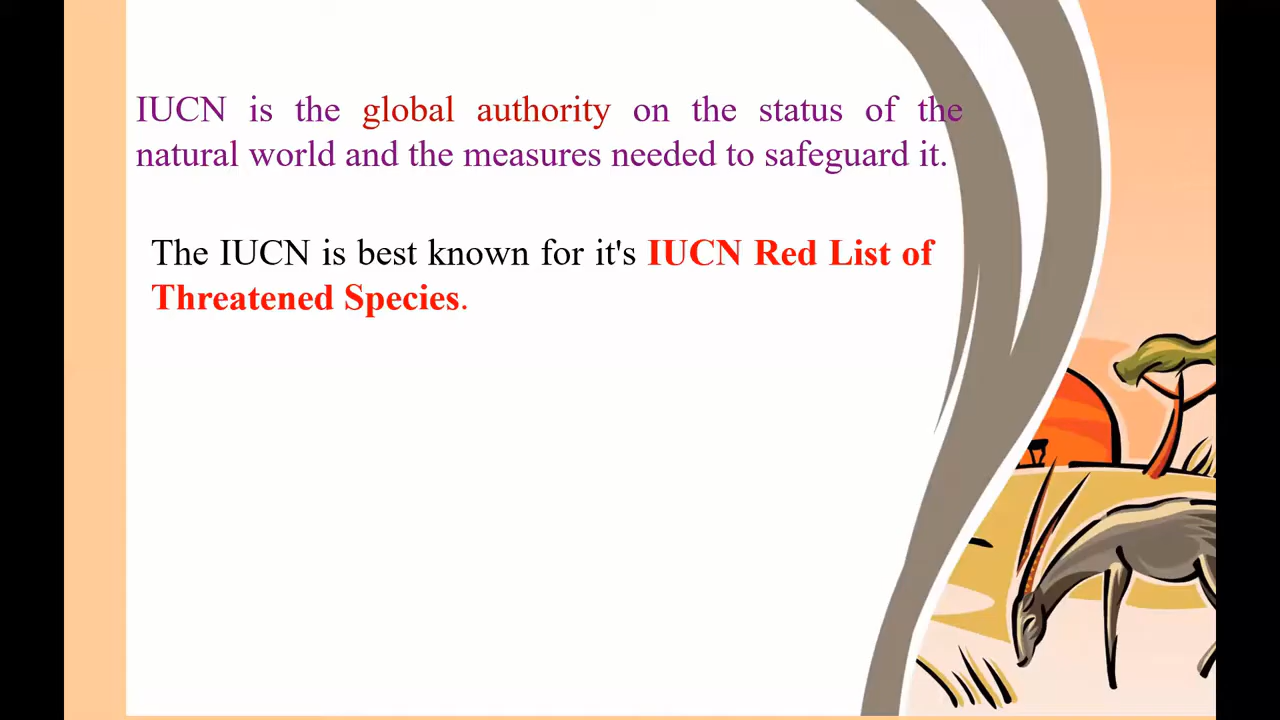 IUCN is the global authority on the status of the
natural world and the measures needed to safeguard it.
The IUCN is best known for it's IUCN Red List of
Threatened Species.